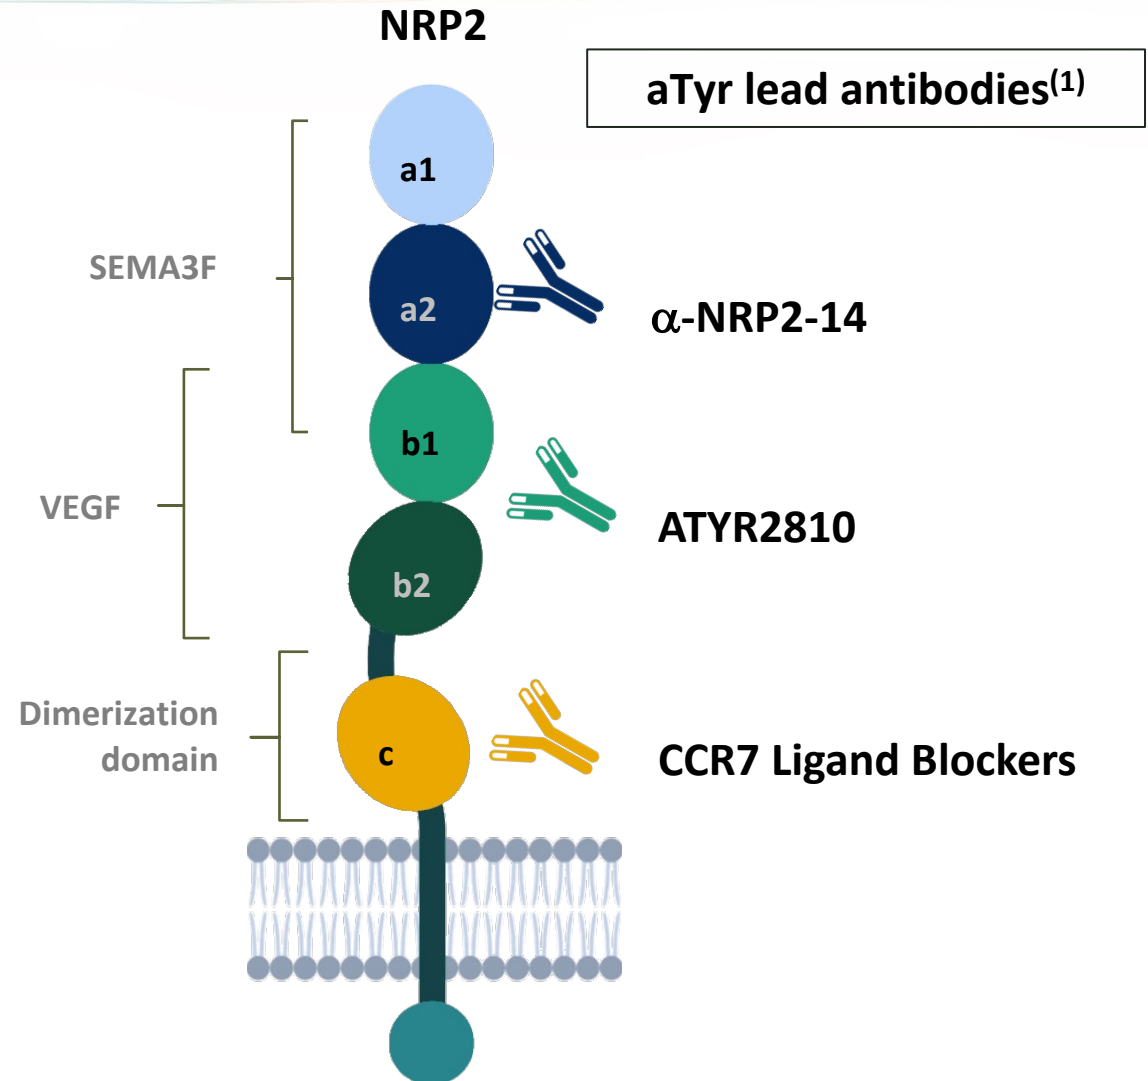 NRP2
aTyr lead antibodies(1)
a1
SEMA3F
a2
α-NRP2-14
b1
VEGF
ATYR2810
b2
Dimerization
domain
c
CCR7 Ligand Blockers